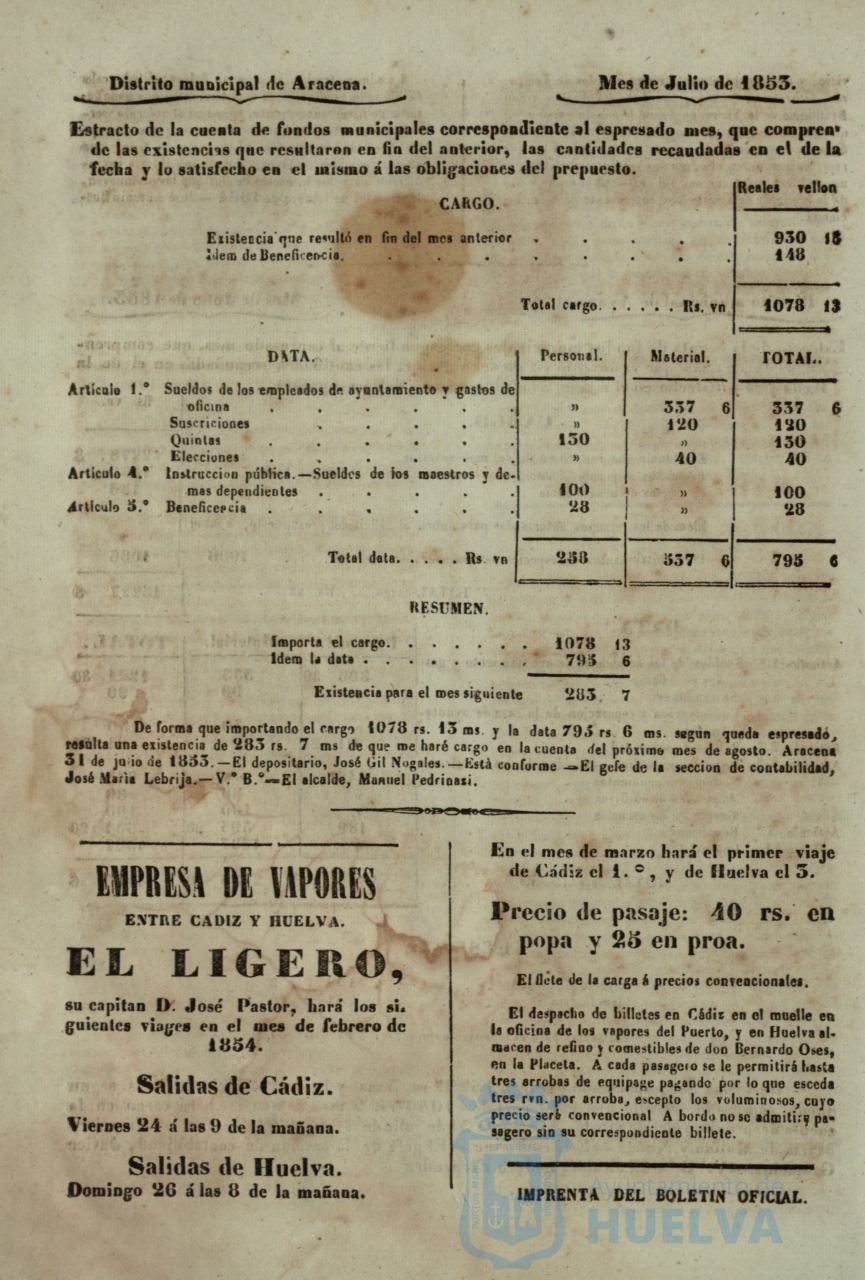 Distrito municipal de Aracena.
Mes de Julio de 1853.
Estracto de la cuenta de fondos municipales correspondiente al espresado mes, que compren-
de las existencias que resultaron en fin del anterior, las cantidades recaudadas en el de la
fecha y lo satisfecho en el mismo á las obligaciones del prepuesto.
Reales vellon
CARGO.
Existencia que resultó en fin del mes anterior . . . . . 930 13
Idem de Beneficencia. . . . . . . . . 148
Total cargo. . . . . . Rs. vn 1078 13
DATA. Personal. Material. TOTAL.
Artículo 1.º Sueldos de los empleados de ayuntamiento y gastos de
oficina . . . . . . » 337 6 337 6
Suscriciones . . . . . » 120 120
Quintas . . . . . . 130 » 130
Elecciones . . . . . . » 40 40
Artículo 4.º Instruccion pública.—Sueldos de los maestros y de-
mas dependientes . . . . . 100 » 100
Artículo 5.º Beneficencia . . . . . . 28 » 28
Total data. . . . . Rs. vn 258 537 6 795 6
RESUMEN.
Importa el cargo. . . . . . . 1078 13
Idem la data . . . . . . . . 795 6
Existencia para el mes siguiente 283. 7
De forma que importando el cargo 1078 rs. 13 ms. y la data 795 rs. 6 ms. segun queda espresado,
resulta una existencia de 283 rs. 7 ms de que me haré cargo en la cuenta del próximo mes de agosto. Aracena
31 de julio de 1853.—El depositario, José Gil Nogales.—Está conforme —El gefe de la seccion de contabilidad,
José Maria Lebrija.—V.º B.º—El alcalde, Manuel Pedrinasi.
EMPRESA DE VAPORES
ENTRE CADIZ Y HUELVA.
EL LIGERO,
su capitan D. José Pastor, hará los si-
guientes viages en el mes de febrero de
1854.
Salidas de Cádiz.
Viernes 24 á las 9 de la mañana.
Salidas de Huelva.
Domingo 26 á las 8 de la mañana.
En el mes de marzo hará el primer viaje
de Cádiz el 1.º, y de Huelva el 3.
Precio de pasaje: 40 rs. en
popa y 25 en proa.
El flete de la carga á precios convencionales.
El despacho de billetes en Cádiz en el muelle en
la oficina de los vapores del Puerto, y en Huelva al-
macen de refino y comestibles de don Bernardo Oses,
en la Placeta. A cada pasagero se le permitirá hasta
tres arrobas de equipage pagando por lo que esceda
tres rvn. por arroba, escepto los voluminosos, cuyo
precio será convencional A bordo no se admitirá pa-
sagero sin su correspondiente billete.
IMPRENTA DEL BOLETIN OFICIAL.
Ayuntamiento de
HUELVA